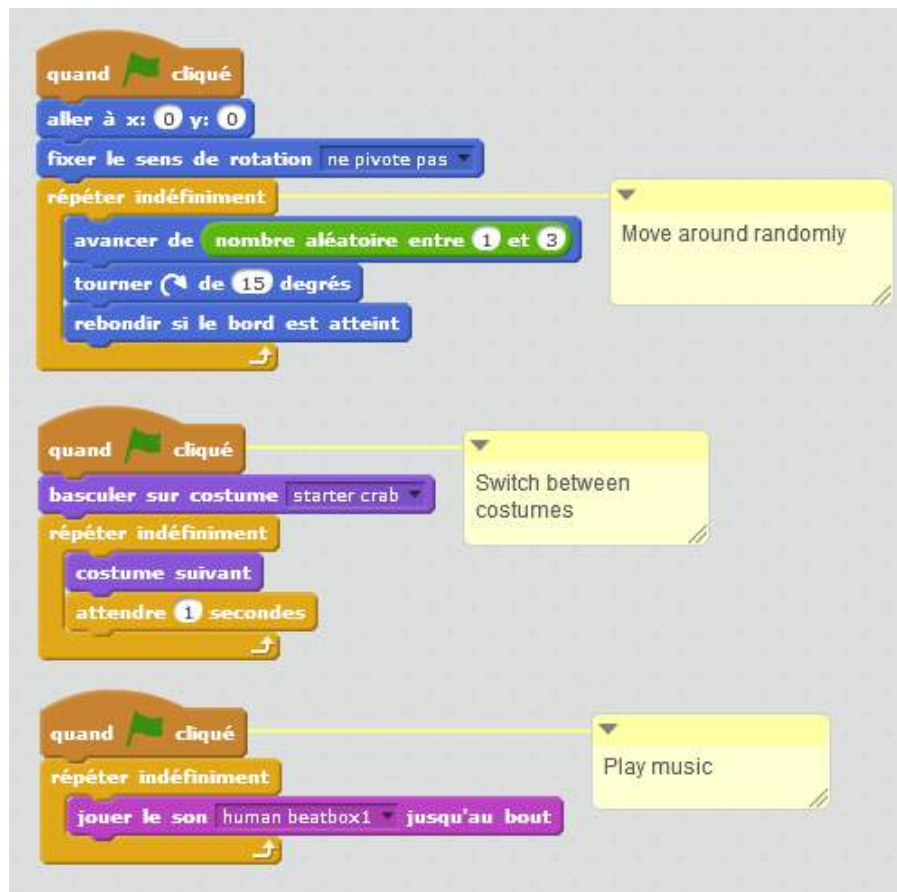 quand cliqué
aller à x: 0 y: 0
fixer le sens de rotation ne pivote pas
répéter indéfiniment
avancer de nombre aléatoire entre 1 et 3
tourner de 15 degrés
rebondir si le bord est atteint
Move around randomly
quand cliqué
basculer sur costume starter crab
répéter indéfiniment
costume suivant
attendre 1 secondes
Switch between
costumes
quand cliqué
répéter indéfiniment
jouer le son human beatbox1 jusqu'au bout
Play music